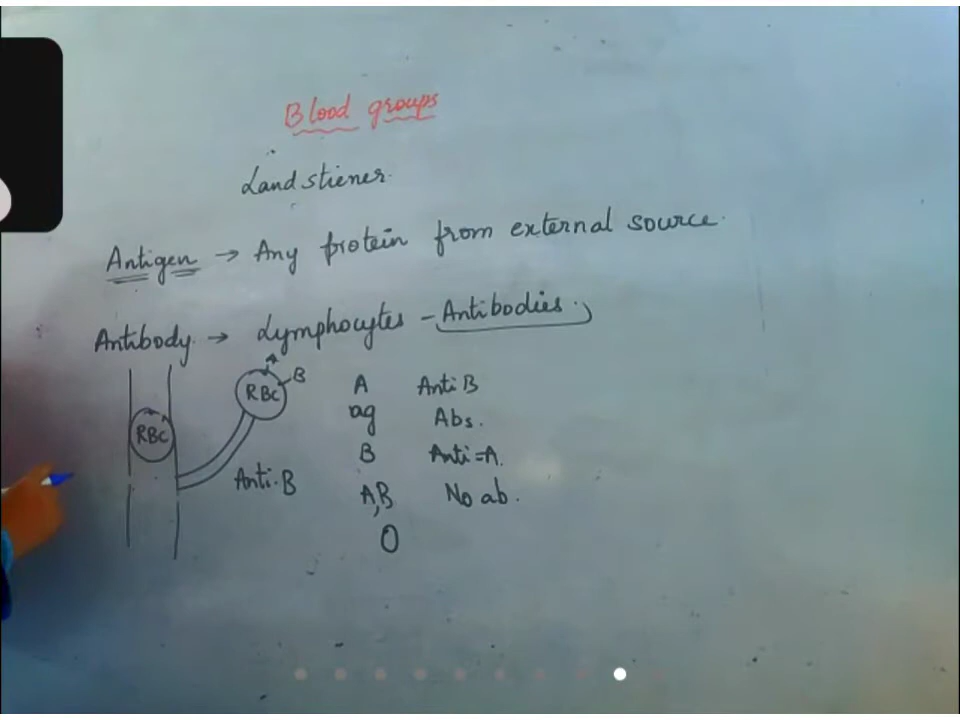 Blood groups
Landstiener.
Antigen → Any protein from external source.
Antibody → Lymphocytes - Antibodies.
RBC
RBC
B
Anti-B
A Anti B
ag Abs.
B Anti=A.
A,B No ab.
O